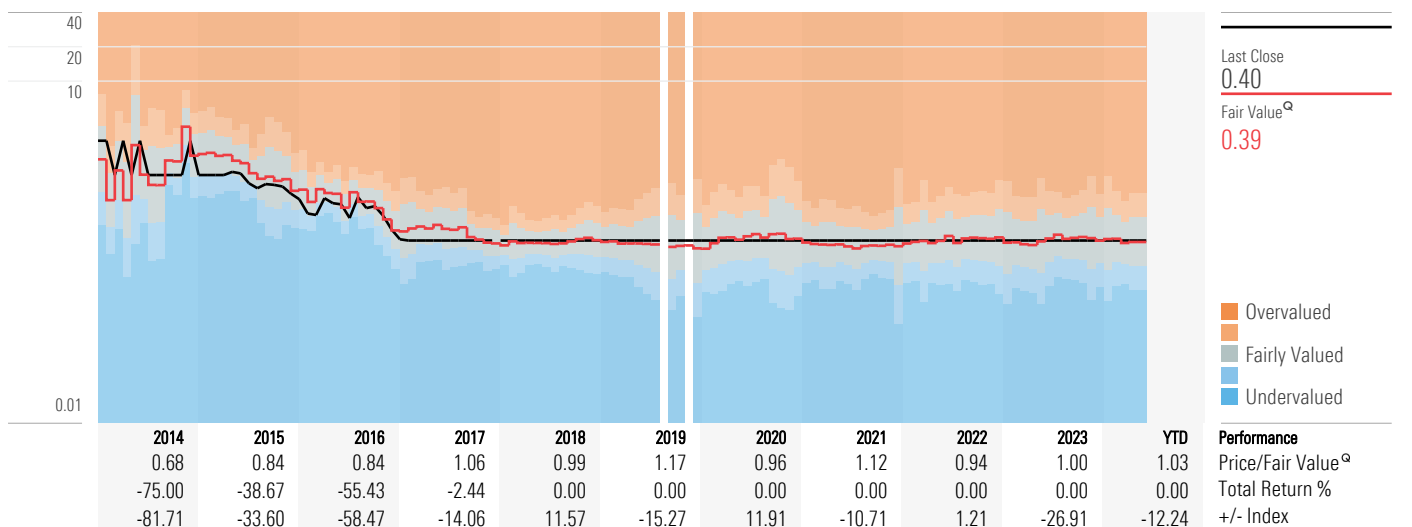 40
20
10
0.01
Last Close
0.40
Fair Value Q
0.39
Overvalued
Fairly Valued
Undervalued
2014 2015 2016 2017 2018 2019 2020 2021 2022 2023 YTD Performance
0.68 0.84 0.84 1.06 0.99 1.17 0.96 1.12 0.94 1.00 1.03 Price/Fair Value Q
-75.00 -38.67 -55.43 -2.44 0.00 0.00 0.00 0.00 0.00 0.00 0.00 Total Return %
-81.71 -33.60 -58.47 -14.06 11.57 -15.27 11.91 -10.71 1.21 -26.91 -12.24 +/- Index